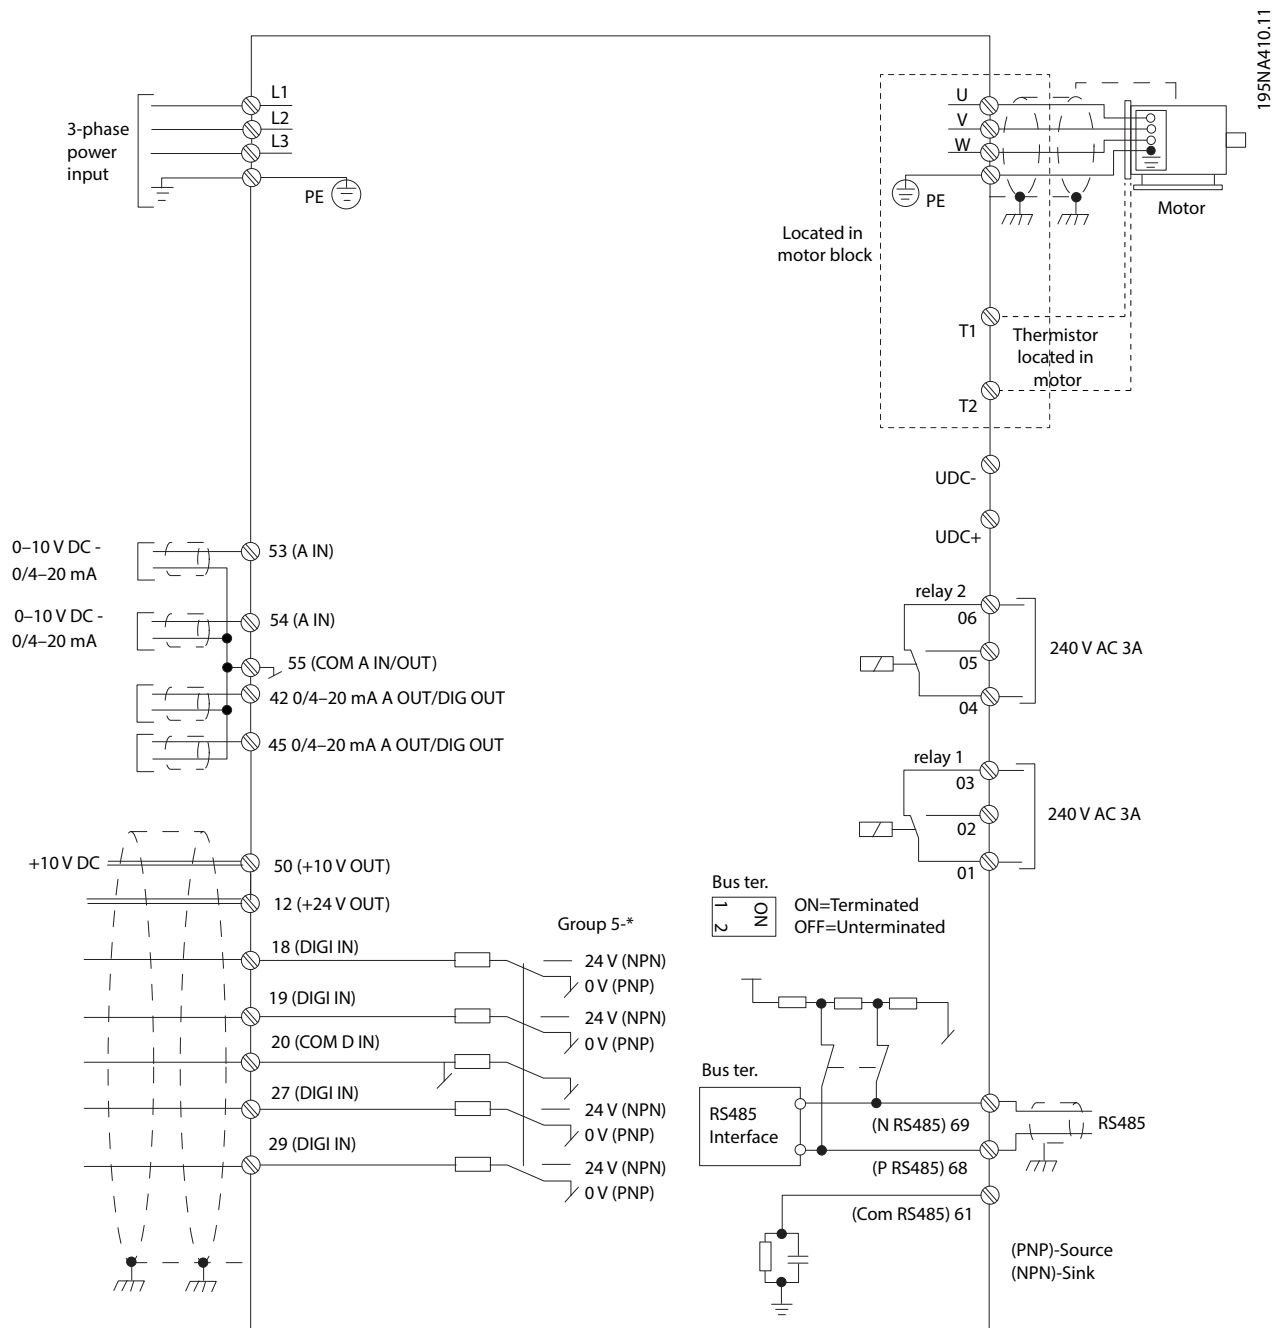 195NA410.11
3-phase
power
input
L1
L2
L3
PE
U
V
W
PE
Motor
Located in
motor block
T1
Thermistor
located in
motor
T2
UDC-
UDC+
0–10 V DC -
0/4–20 mA
53 (A IN)
0–10 V DC -
0/4–20 mA
54 (A IN)
55 (COM A IN/OUT)
42 0/4–20 mA A OUT/DIG OUT
45 0/4–20 mA A OUT/DIG OUT
relay 2
06
05
04
240 V AC 3A
relay 1
03
02
01
240 V AC 3A
+10 V DC
50 (+10 V OUT)
12 (+24 V OUT)
Group 5-*
18 (DIGI IN)
24 V (NPN)
0 V (PNP)
19 (DIGI IN)
24 V (NPN)
0 V (PNP)
20 (COM D IN)
27 (DIGI IN)
24 V (NPN)
0 V (PNP)
29 (DIGI IN)
24 V (NPN)
0 V (PNP)
Bus ter.
1 2
ON
ON=Terminated
OFF=Unterminated
Bus ter.
RS485
Interface
(N RS485) 69
RS485
(P RS485) 68
(Com RS485) 61
(PNP)-Source
(NPN)-Sink